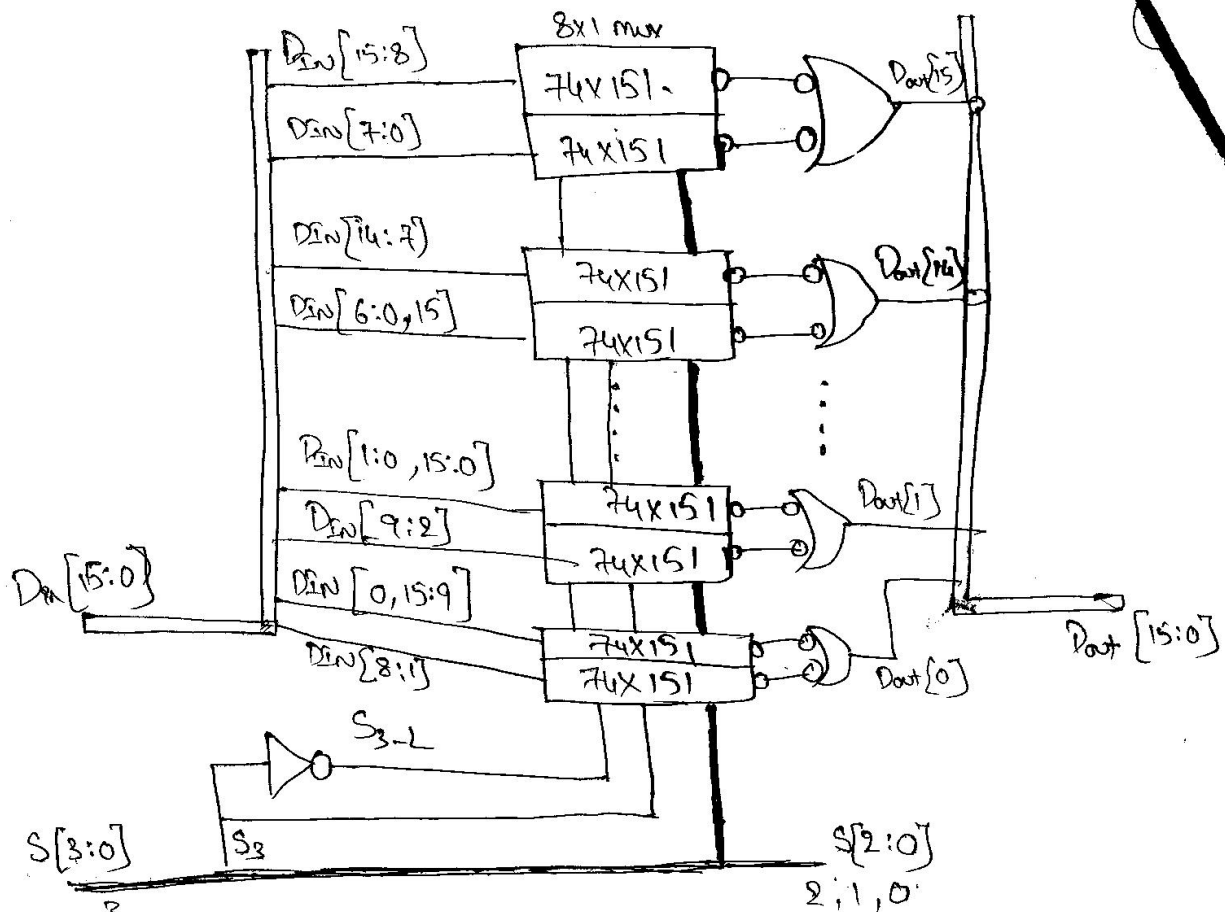 8x1 mux
DIN[15:8]
74X151.
Dout[15]
DIN[7:0]
74X151
DIN[14:7]
74X151
Dout[14]
DIN[6:0,15]
74X151
DIN[1:0,15:0]
74X151
Dout[1]
DIN[9:2]
74X151
Din[15:0]
DIN[0,15:9]
74X151
Dout[15:0]
DIN[8:1]
74X151
Dout[0]
S3-L
S[3:0]
S3
S[2:0]
2,1,0